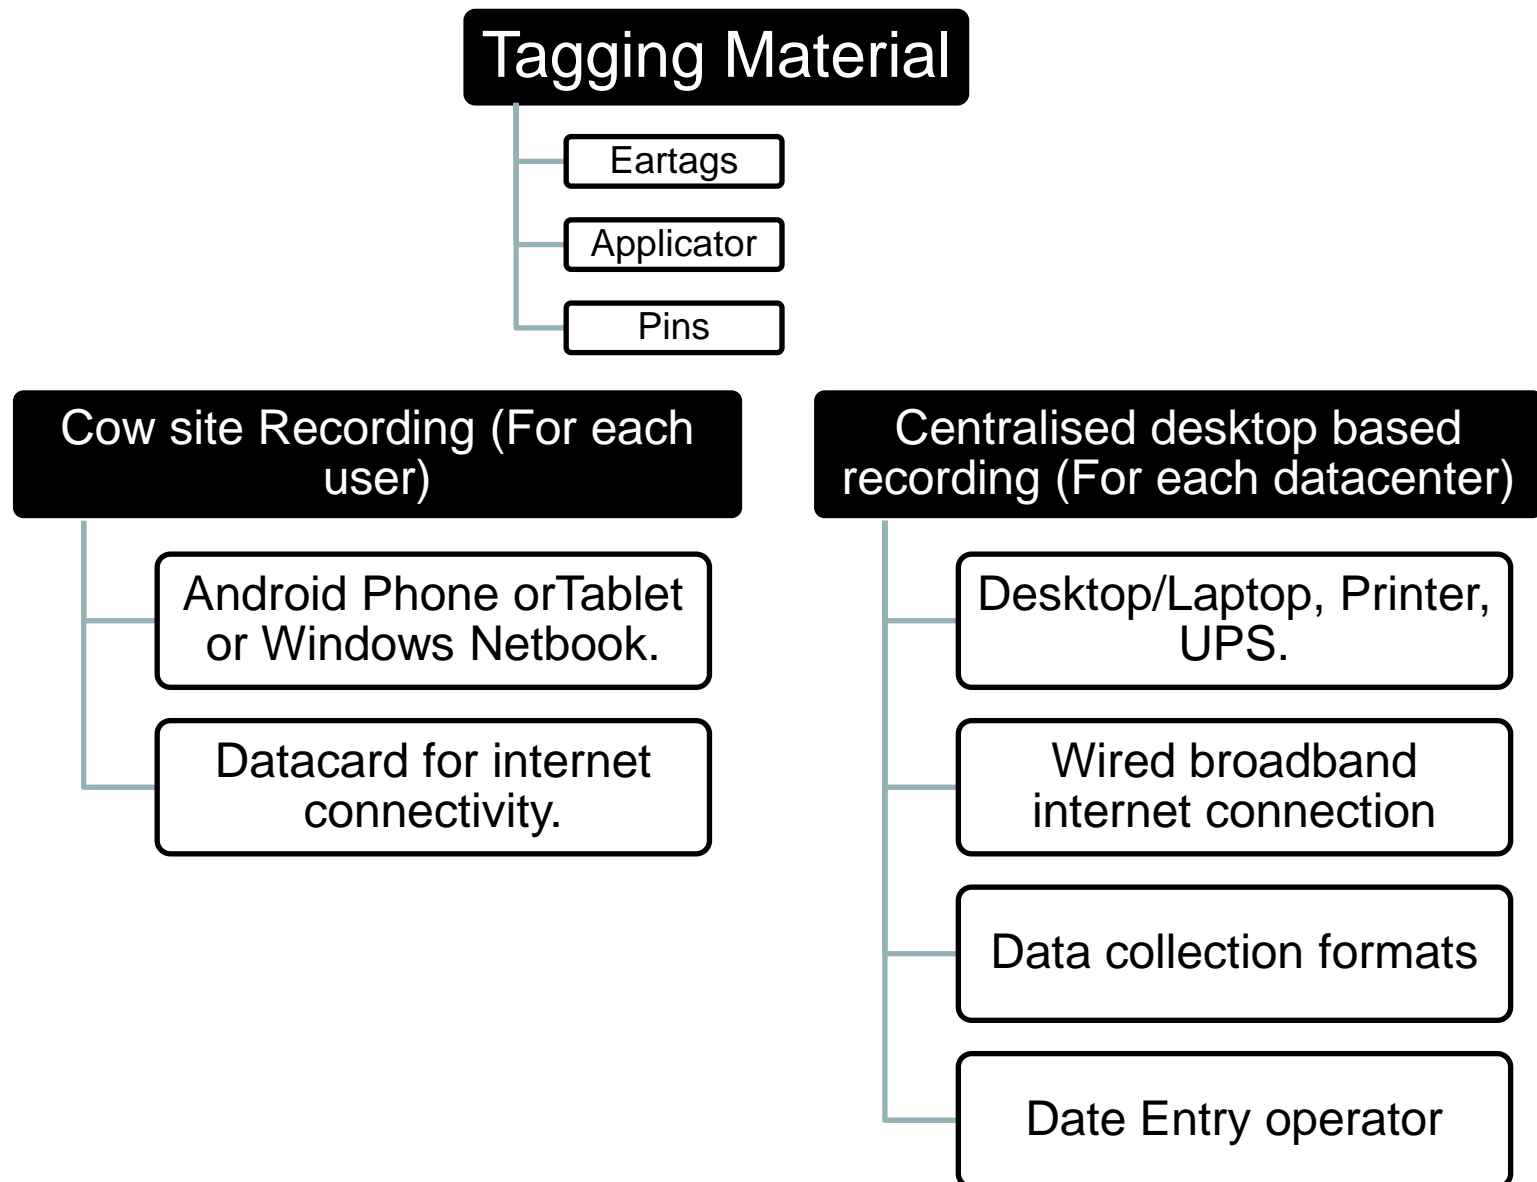 Tagging Material
Eartags
Applicator
Pins
Cow site Recording (For each
user)
Android Phone orTablet
or Windows Netbook.
Datacard for internet
connectivity.
Centralised desktop based
recording (For each datacenter)
Desktop/Laptop, Printer,
UPS.
Wired broadband
internet connection
Data collection formats
Date Entry operator